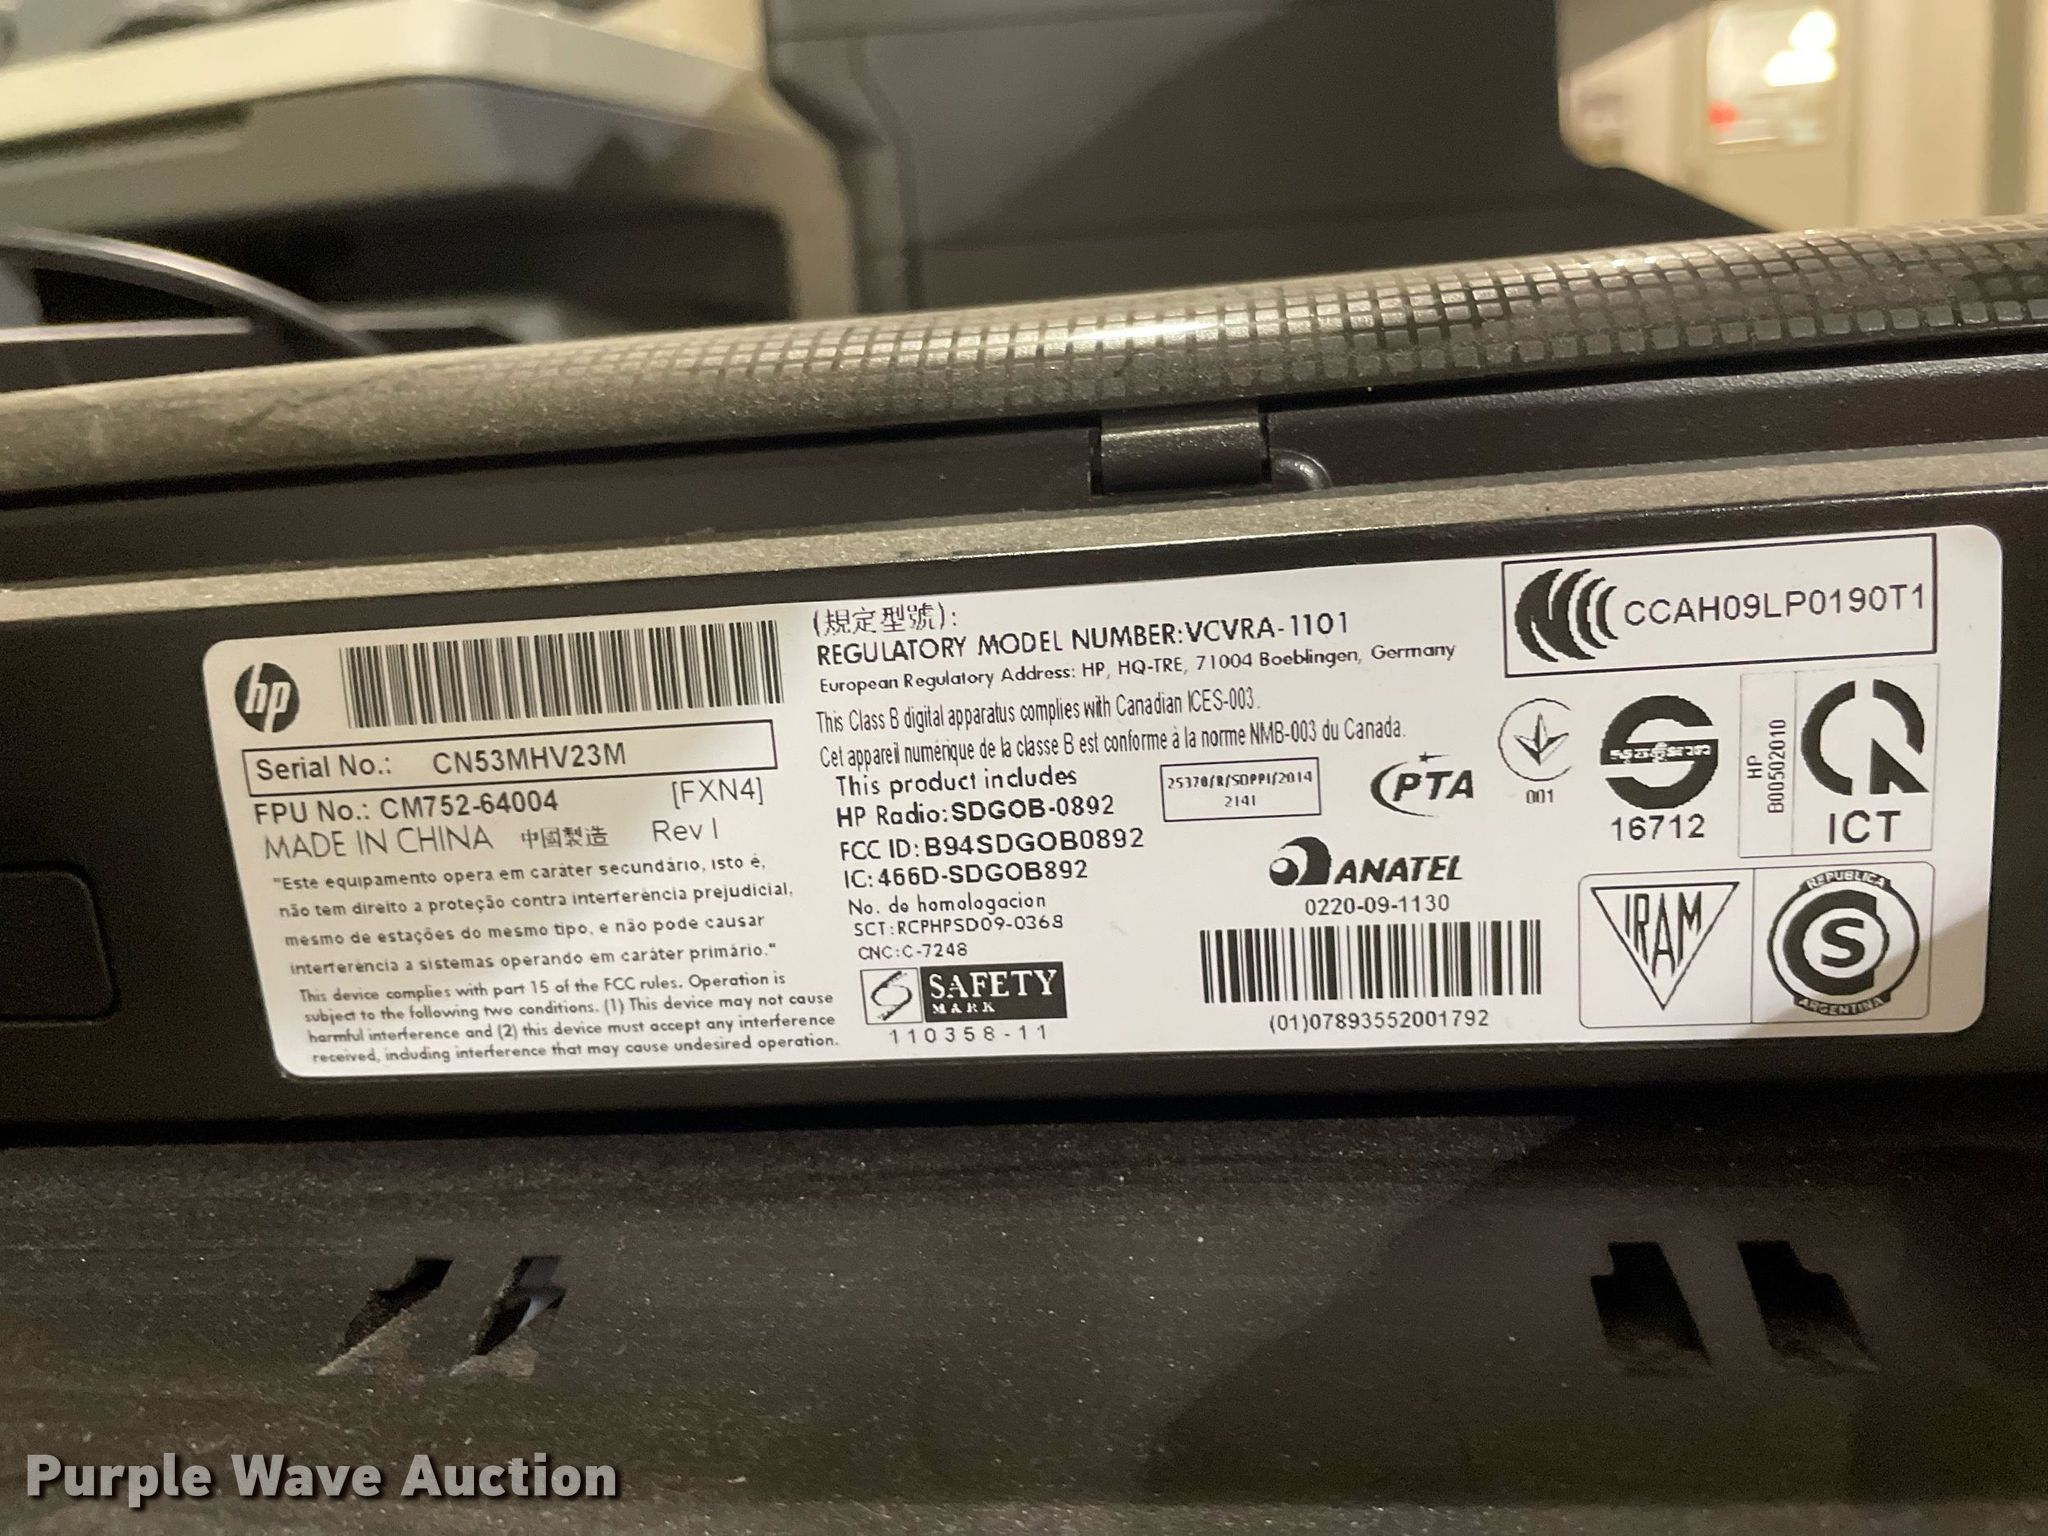 hp
Serial No.: CN53MHV23M
FPU No.: CM752-64004 [FXN4]
MADE IN CHINA 中國製造 Rev I
"Este equipamento opera em caráter secundário, isto é,
não tem direito a proteção contra interferência prejudicial,
mesmo de estações do mesmo tipo, e não pode causar
interferência a sistemas operando em caráter primário."
This device complies with part 15 of the FCC rules. Operation is
subject to the following two conditions. (1) This device may not cause
harmful interference and (2) this device must accept any interference
received, including interference that may cause undesired operation.
(規定型號):
REGULATORY MODEL NUMBER:VCVRA-1101
European Regulatory Address: HP, HQ-TRE, 71004 Boeblingen, Germany
This Class B digital apparatus complies with Canadian ICES-003.
Cet appareil numérique de la classe B est conforme à la norme NMB-003 du Canada.
This product includes
HP Radio:SDGOB-0892
FCC ID:B94SDGOB0892
IC:466D-SDGOB892
No. de homologacion
SCT:RCPHPSD09-0368
CNC:C-7248
SAFETY
MARK
110358-11
25370/R/SDPPI/2014
2141
PTA
ANATEL
0220-09-1130
(01)07893552001792
CCAH09LP0190T1
001
16712
HP
B00502010
ICT
IRAM
REPUBLICA
S
ARGENTINA
Purple Wave Auction